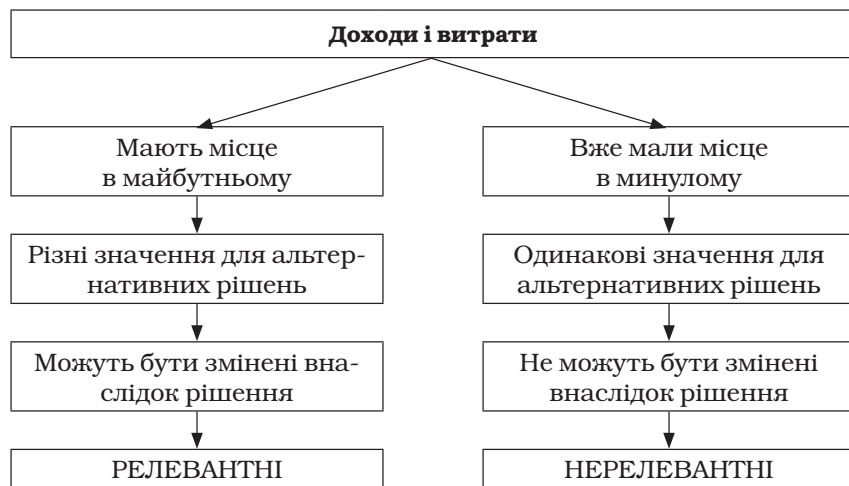 Доходи і витрати
Мають місце
в майбутньому
Різні значення для альтер-
нативних рішень
Можуть бути змінені вна-
слідок рішення
РЕЛЕВАНТНІ
Вже мали місце
в минулому
Одинакові значення для
альтернативних рішень
Не можуть бути змінені
внаслідок рішення
НЕРЕЛЕВАНТНІ